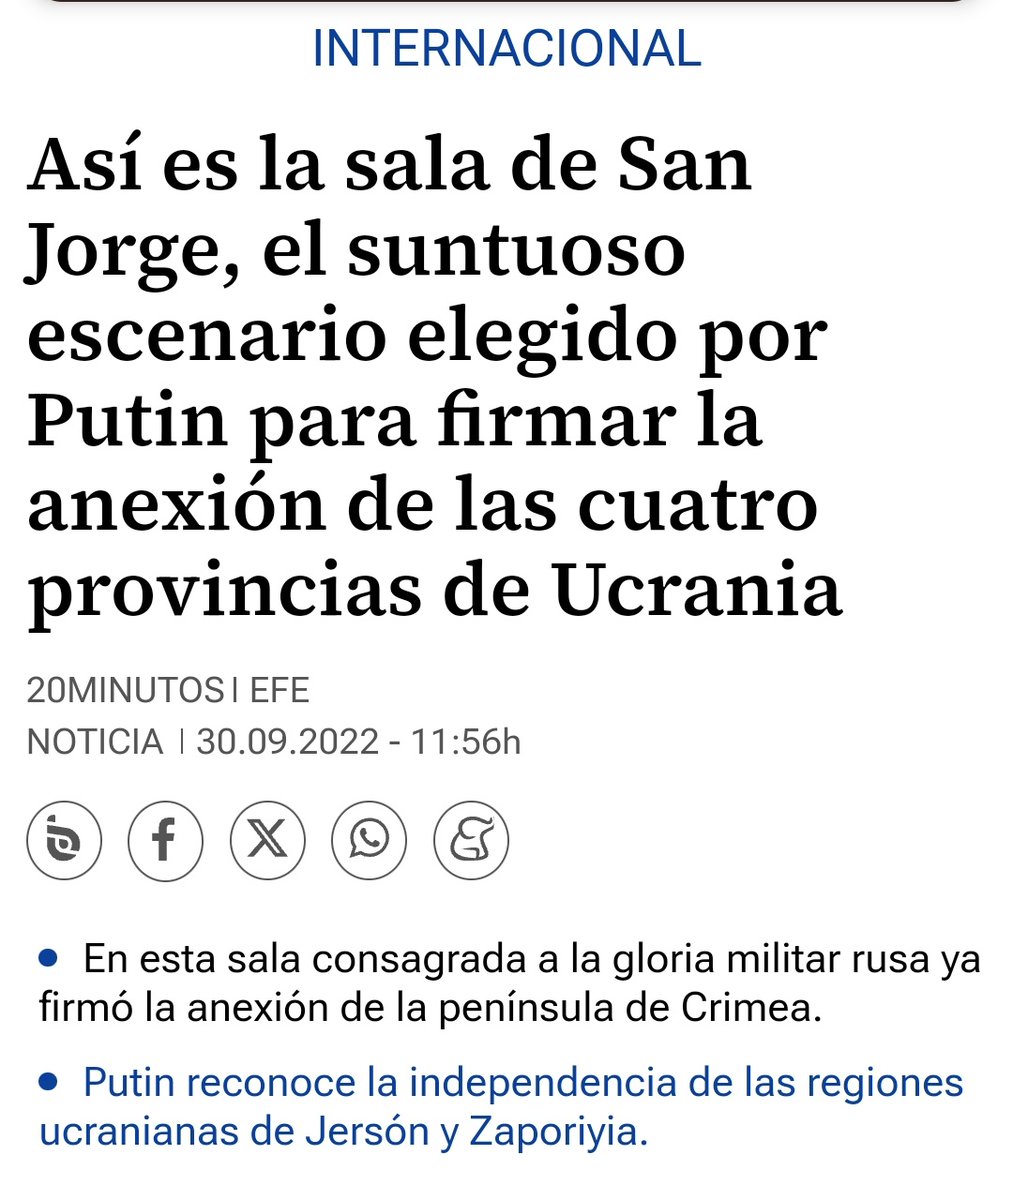 INTERNACIONAL
Así es la sala de San
Jorge, el suntuoso
escenario elegido por
Putin para firmar la
anexión de las cuatro
provincias de Ucrania
20MINUTOS | EFE
NOTICIA | 30.09.2022 - 11:56h
• En esta sala consagrada a la gloria militar rusa ya
firmó la anexión de la península de Crimea.
• Putin reconoce la independencia de las regiones
ucranianas de Jersón y Zaporiyia.